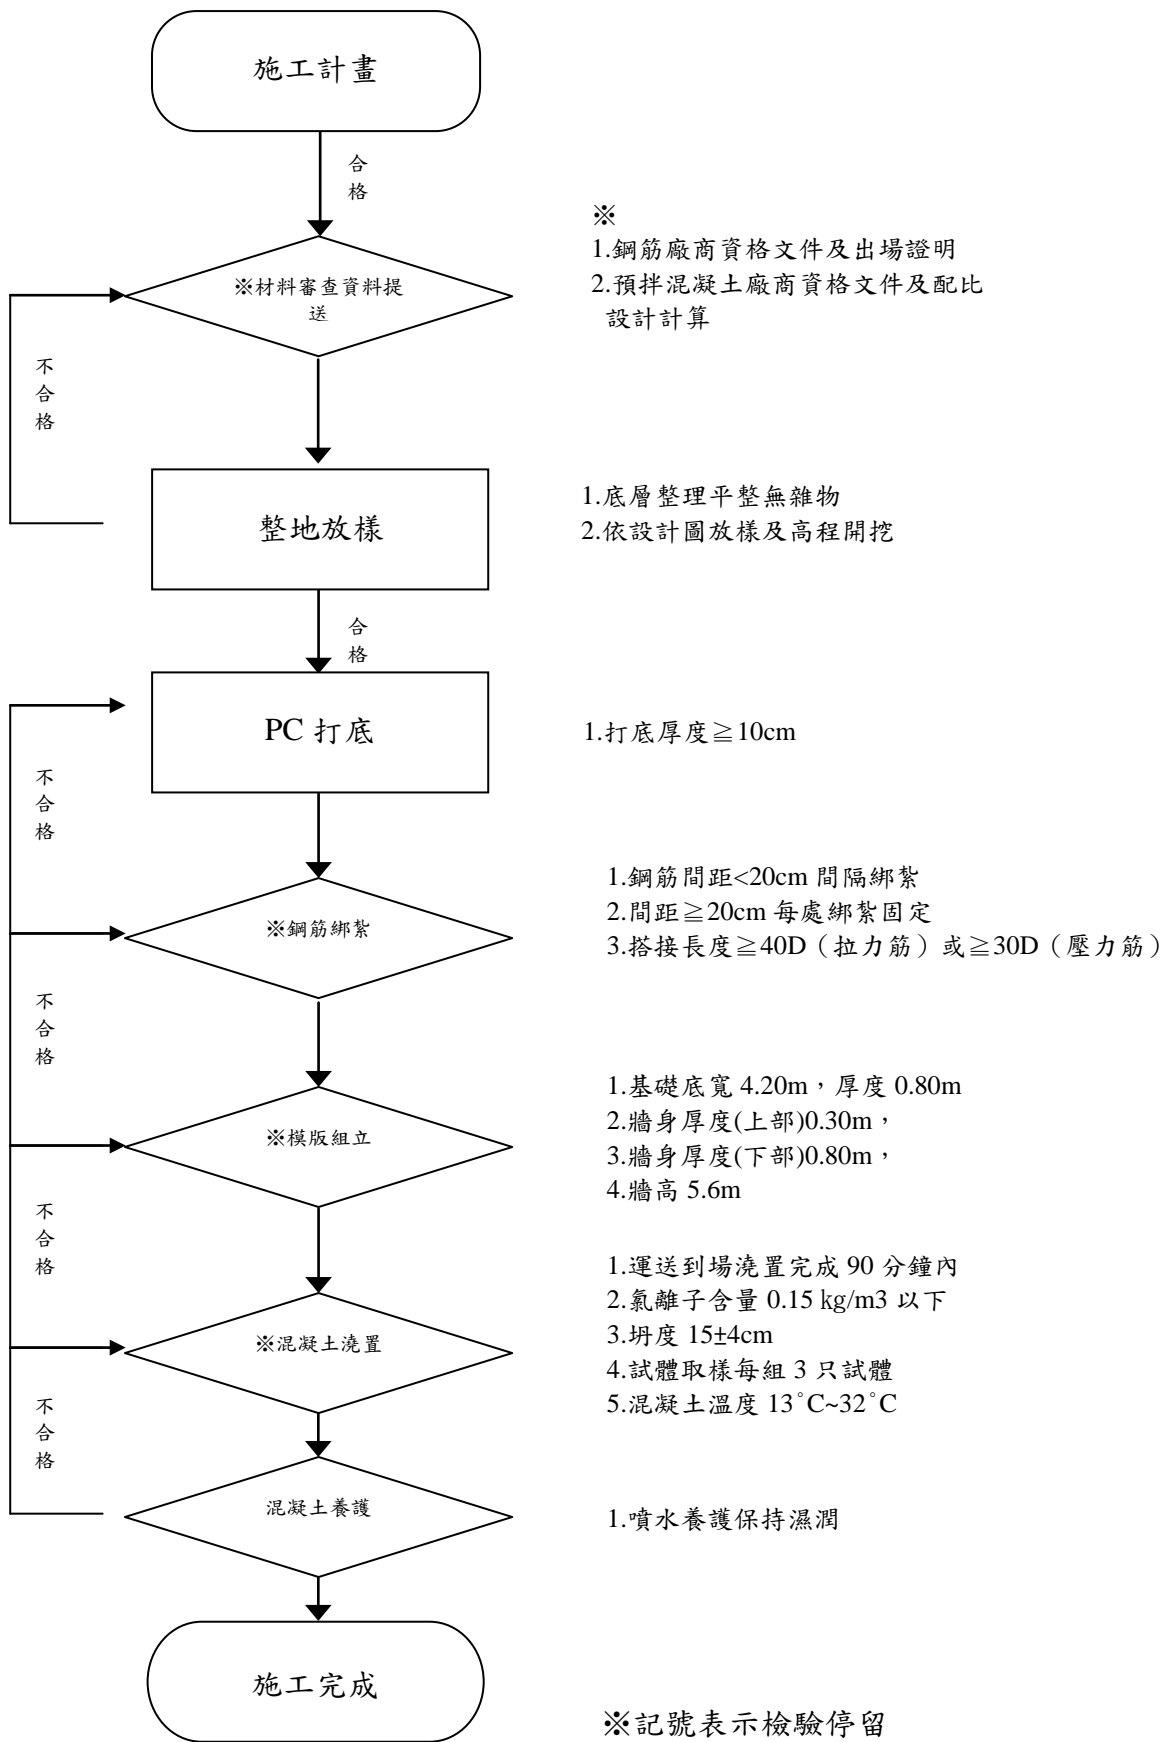 施工計畫
合
格
※
1.鋼筋廠商資格文件及出場證明
2.預拌混凝土廠商資格文件及配比
設計計算
※材料審查資料提
送
不
合
格
整地放樣
1.底層整理平整無雜物
2.依設計圖放樣及高程開挖
合
格
PC 打底
1.打底厚度≧10cm
不
合
格
※鋼筋綁紮
1.鋼筋間距<20cm 間隔綁紮
2.間距≧20cm 每處綁紮固定
3.搭接長度≧40D（拉力筋）或≧30D（壓力筋）
不
合
格
※模版組立
1.基礎底寬 4.20m，厚度 0.80m
2.牆身厚度(上部)0.30m，
3.牆身厚度(下部)0.80m，
4.牆高 5.6m
不
合
格
※混凝土澆置
1.運送到場澆置完成 90 分鐘內
2.氯離子含量 0.15 kg/m3 以下
3.坍度 15±4cm
4.試體取樣每組 3 只試體
5.混凝土溫度 13°C~32°C
不
合
格
混凝土養護
1.噴水養護保持濕潤
施工完成
※記號表示檢驗停留